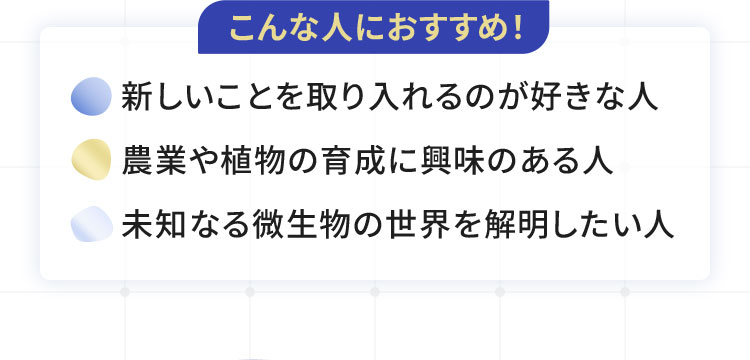 こんな人におすすめ!
新しいことを取り入れるのが好きな人
農業や植物の育成に興味のある人
未知なる微生物の世界を解明したい人